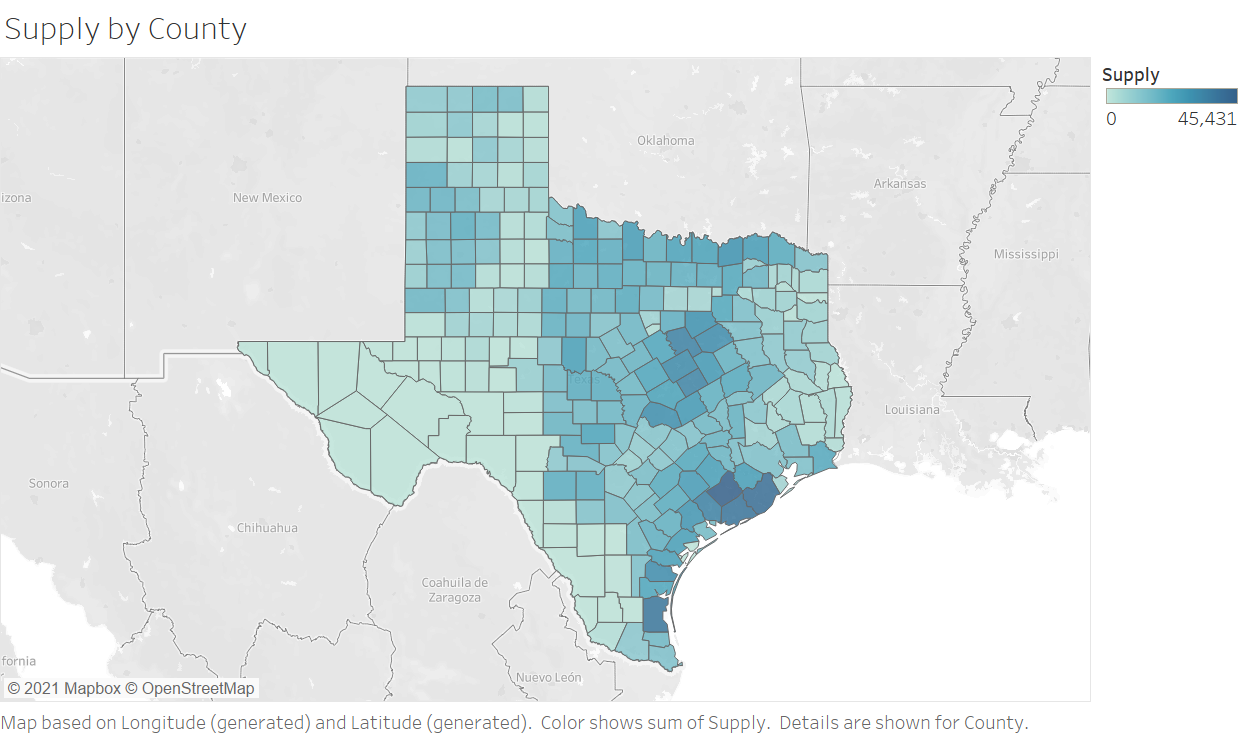 Supply by County
Supply
0 45,431
Oklahoma
Arkansas
izona
New Mexico
Mississippi
Texas
Louisiana
Sonora
Chihuahua
Coahuila de
Zaragoza
fornia
Nuevo León
© 2021 Mapbox © OpenStreetMap
Map based on Longitude (generated) and Latitude (generated). Color shows sum of Supply. Details are shown for County.